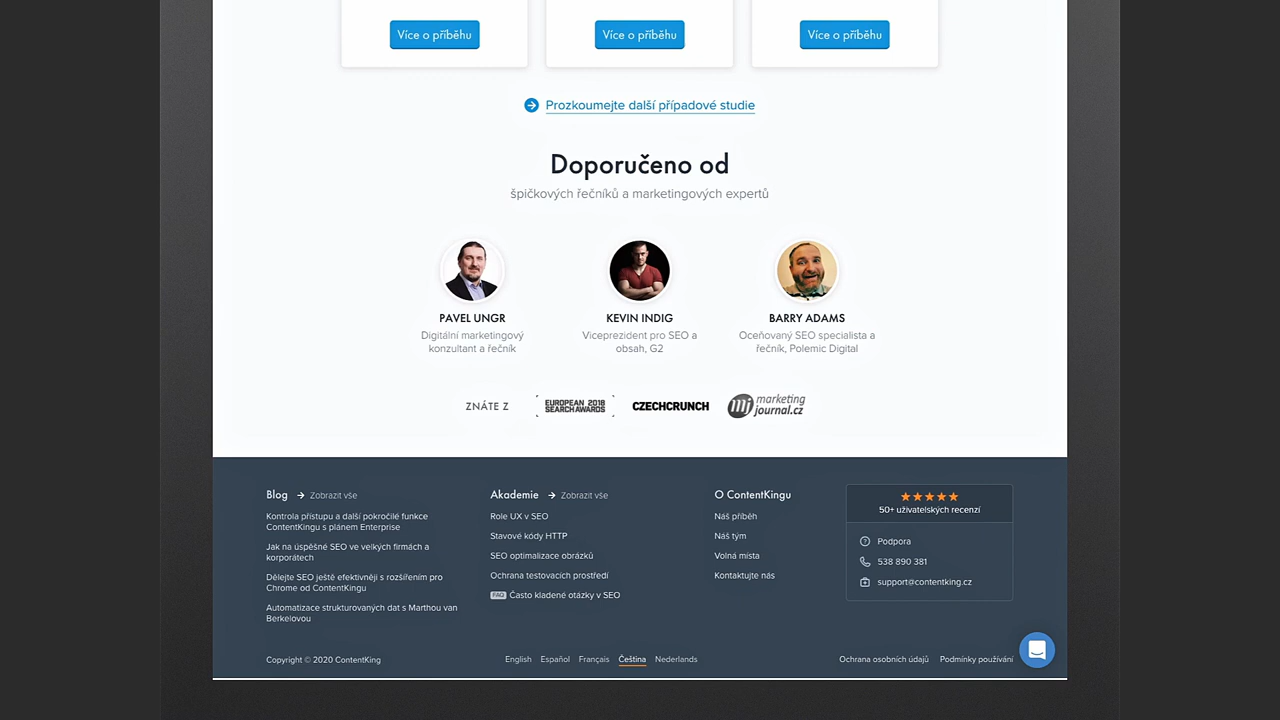 Více o příběhu
Více o příběhu
Více o příběhu
Prozkoumejte další případové studie
Doporučeno od
špičkových řečníků a marketingových expertů
PAVEL UNGR
Digitální marketingový
konzultant a řečník
KEVIN INDIG
Viceprezident pro SEO a
obsah, G2
BARRY ADAMS
Oceňovaný SEO specialista a
řečník, Polemic Digital
ZNÁTE Z
EUROPEAN 2018
SEARCH AWARDS
CZECHCRUNCH
mj marketing
journal.cz
Blog Zobrazit vše
Kontrola přístupu a další pokročilé funkce
ContentKingu s plánem Enterprise
Jak na úspěšné SEO ve velkých firmách a
korporátech
Dělejte SEO ještě efektivněji s rozšířením pro
Chrome od ContentKingu
Automatizace strukturovaných dat s Marthou van
Berkelovou
Akademie Zobrazit vše
Role UX v SEO
Stavové kódy HTTP
SEO optimalizace obrázků
Ochrana testovacích prostředí
FAQ Často kladené otázky v SEO
O ContentKingu
Náš příběh
Náš tým
Volná místa
Kontaktujte nás
50+ uživatelských recenzí
Podpora
538 890 381
support@contentking.cz
Copyright © 2020 ContentKing
English Español Français Čeština Nederlands
Ochrana osobních údajů Podmínky používání